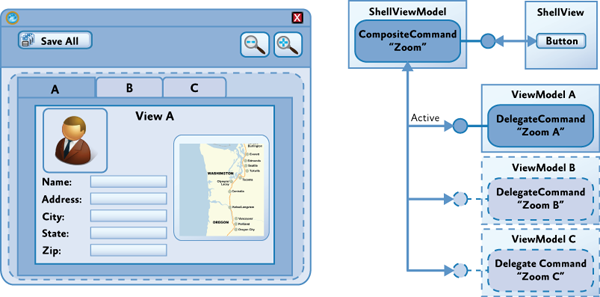 Save All
A
B
C
View A
WASHINGTON
OREGON
Name:
Address:
City:
State:
Zip:
ShellViewModel
CompositeCommand
"Zoom"
ShellView
Button
Active
ViewModel A
DelegateCommand
"Zoom A"
ViewModel B
DelegateCommand
"Zoom B"
ViewModel C
Delegate Command
"Zoom C"